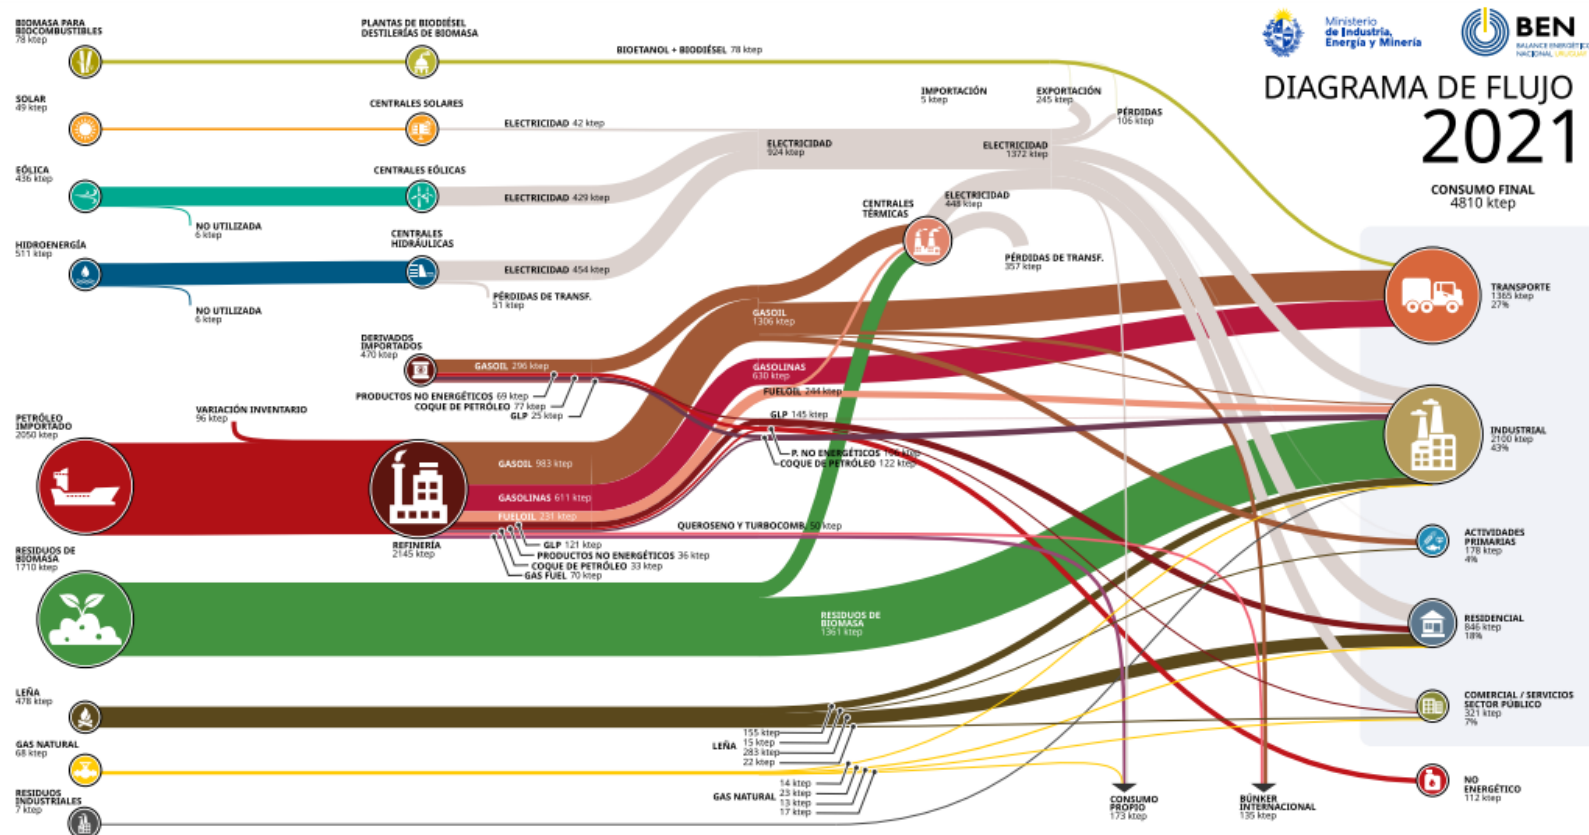 BIOMASA PARA
BIOCOMBUSTIBLES
78 ktep
PLANTAS DE BIODIÉSEL
DESTILERÍAS DE BIOMASA
BIOETANOL + BIODIÉSEL 78 ktep
Ministerio
de Industria,
Energía y Minería
BEN
BALANCE ENERGÉTICO
NACIONAL URUGUAY
DIAGRAMA DE FLUJO
2021
CONSUMO FINAL
4810 ktep
SOLAR
49 ktep
CENTRALES SOLARES
ELECTRICIDAD 42 ktep
IMPORTACIÓN
5 ktep
EXPORTACIÓN
245 ktep
PÉRDIDAS
106 ktep
ELECTRICIDAD
924 ktep
ELECTRICIDAD
1372 ktep
EÓLICA
436 ktep
NO UTILIZADA
6 ktep
CENTRALES EÓLICAS
ELECTRICIDAD 429 ktep
HIDROENERGÍA
511 ktep
NO UTILIZADA
6 ktep
CENTRALES
HIDRÁULICAS
ELECTRICIDAD 454 ktep
PÉRDIDAS DE TRANSF.
51 ktep
CENTRALES
TÉRMICAS
ELECTRICIDAD
448 ktep
PÉRDIDAS DE TRANSF.
357 ktep
DERIVADOS
IMPORTADOS
470 ktep
GASOIL 296 ktep
PRODUCTOS NO ENERGÉTICOS 69 ktep
COQUE DE PETRÓLEO 77 ktep
GLP 25 ktep
GASOIL
1306 ktep
GASOLINAS
630 ktep
FUELOIL 244 ktep
GLP 145 ktep
P. NO ENERGÉTICOS
COQUE DE PETRÓLEO 122 ktep
PETRÓLEO
IMPORTADO
2050 ktep
VARIACIÓN INVENTARIO
96 ktep
REFINERÍA
2145 ktep
GASOIL 983 ktep
GASOLINAS 611 ktep
FUELOIL 231 ktep
GLP 121 ktep
PRODUCTOS NO ENERGÉTICOS 36 ktep
COQUE DE PETRÓLEO 33 ktep
GAS FUEL 70 ktep
QUEROSENO Y TURBOCOMB. 50 ktep
RESIDUOS DE
BIOMASA
1710 ktep
RESIDUOS DE
BIOMASA
1361 ktep
LEÑA
478 ktep
LEÑA
155 ktep
15 ktep
283 ktep
22 ktep
GAS NATURAL
68 ktep
GAS NATURAL
14 ktep
23 ktep
13 ktep
17 ktep
RESIDUOS
INDUSTRIALES
7 ktep
CONSUMO
PROPIO
173 ktep
BÚNKER
INTERNACIONAL
135 ktep
TRANSPORTE
1365 ktep
27%
INDUSTRIAL
2100 ktep
43%
ACTIVIDADES
PRIMARIAS
178 ktep
4%
RESIDENCIAL
846 ktep
18%
COMERCIAL / SERVICIOS
SECTOR PÚBLICO
321 ktep
7%
NO
ENERGÉTICO
112 ktep